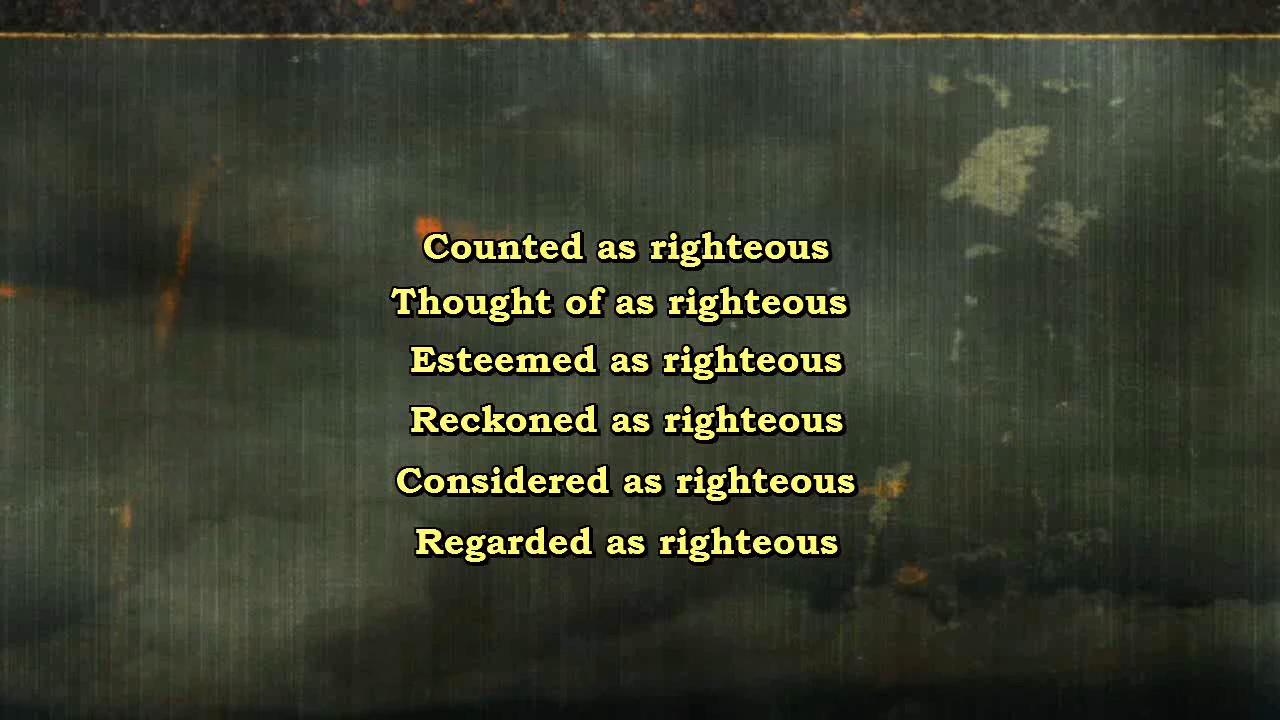 Counted as righteous
Thought of as righteous
Esteemed as righteous
Reckoned as righteous
Considered as righteous
Regarded as righteous